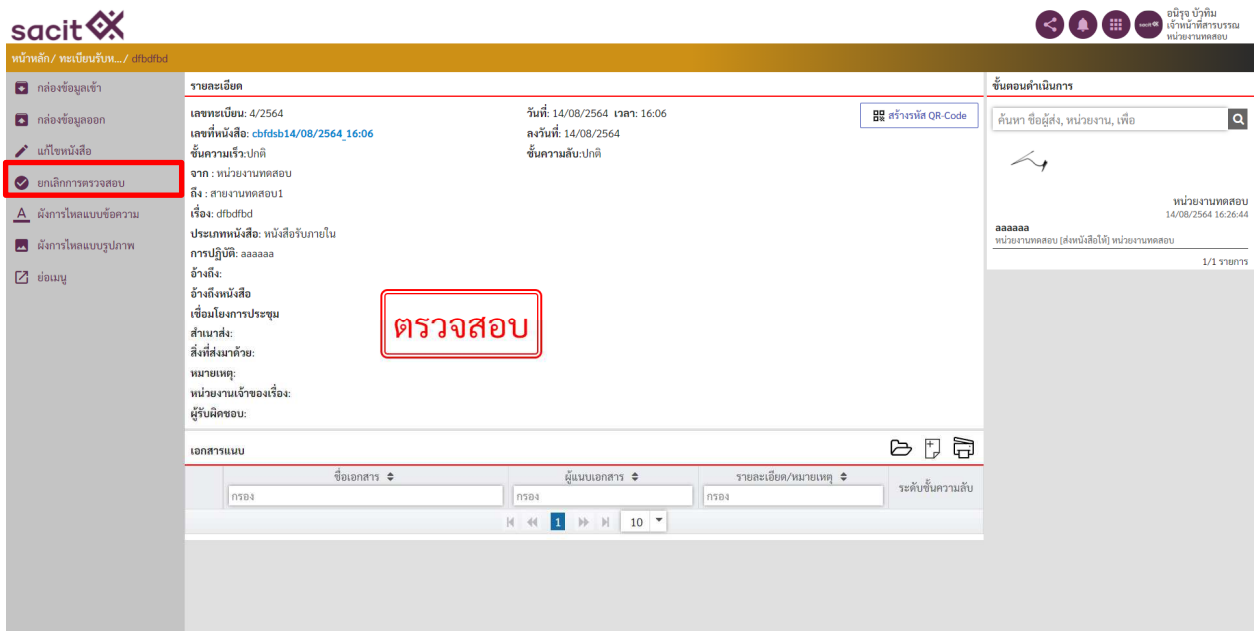 sacit
อนิรุจ บัวทิม
เจ้าหน้าที่สารบรรณ
หน่วยงานทดสอบ
หน้าหลัก/ ทะเบียนรับห.../ dfbdfbd
กล่องข้อมูลเข้า
กล่องข้อมูลออก
แก้ไขหนังสือ
ยกเลิกการตรวจสอบ
ผังการไหลแบบข้อความ
ผังการไหลแบบรูปภาพ
ย่อเมนู
รายละเอียด
เลขทะเบียน: 4/2564
วันที่: 14/08/2564 เวลา: 16:06
สร้างรหัส QR-Code
เลขที่หนังสือ: cbfdsb14/08/2564_16:06
ลงวันที่: 14/08/2564
ชั้นความเร็ว:ปกติ
ชั้นความลับ:ปกติ
จาก : หน่วยงานทดสอบ
ถึง : สายงานทดสอบ1
เรื่อง: dfbdfbd
ประเภทหนังสือ: หนังสือรับภายใน
การปฏิบัติ: aaaaaa
อ้างถึง:
อ้างถึงหนังสือ
เชื่อมโยงการประชุม
สำเนาส่ง:
สิ่งที่ส่งมาด้วย:
หมายเหตุ:
หน่วยงานเจ้าของเรื่อง:
ผู้รับผิดชอบ:
ตรวจสอบ
เอกสารแนบ
ชื่อเอกสาร
ผู้แนบเอกสาร
รายละเอียด/หมายเหตุ
ระดับชั้นความลับ
กรอง
กรอง
กรอง
1
10
ขั้นตอนดำเนินการ
ค้นหา ชื่อผู้ส่ง, หน่วยงาน, เพื่อ
หน่วยงานทดสอบ
14/08/2564 16:26:44
aaaaaa
หน่วยงานทดสอบ [ส่งหนังสือให้] หน่วยงานทดสอบ
1/1 รายการ